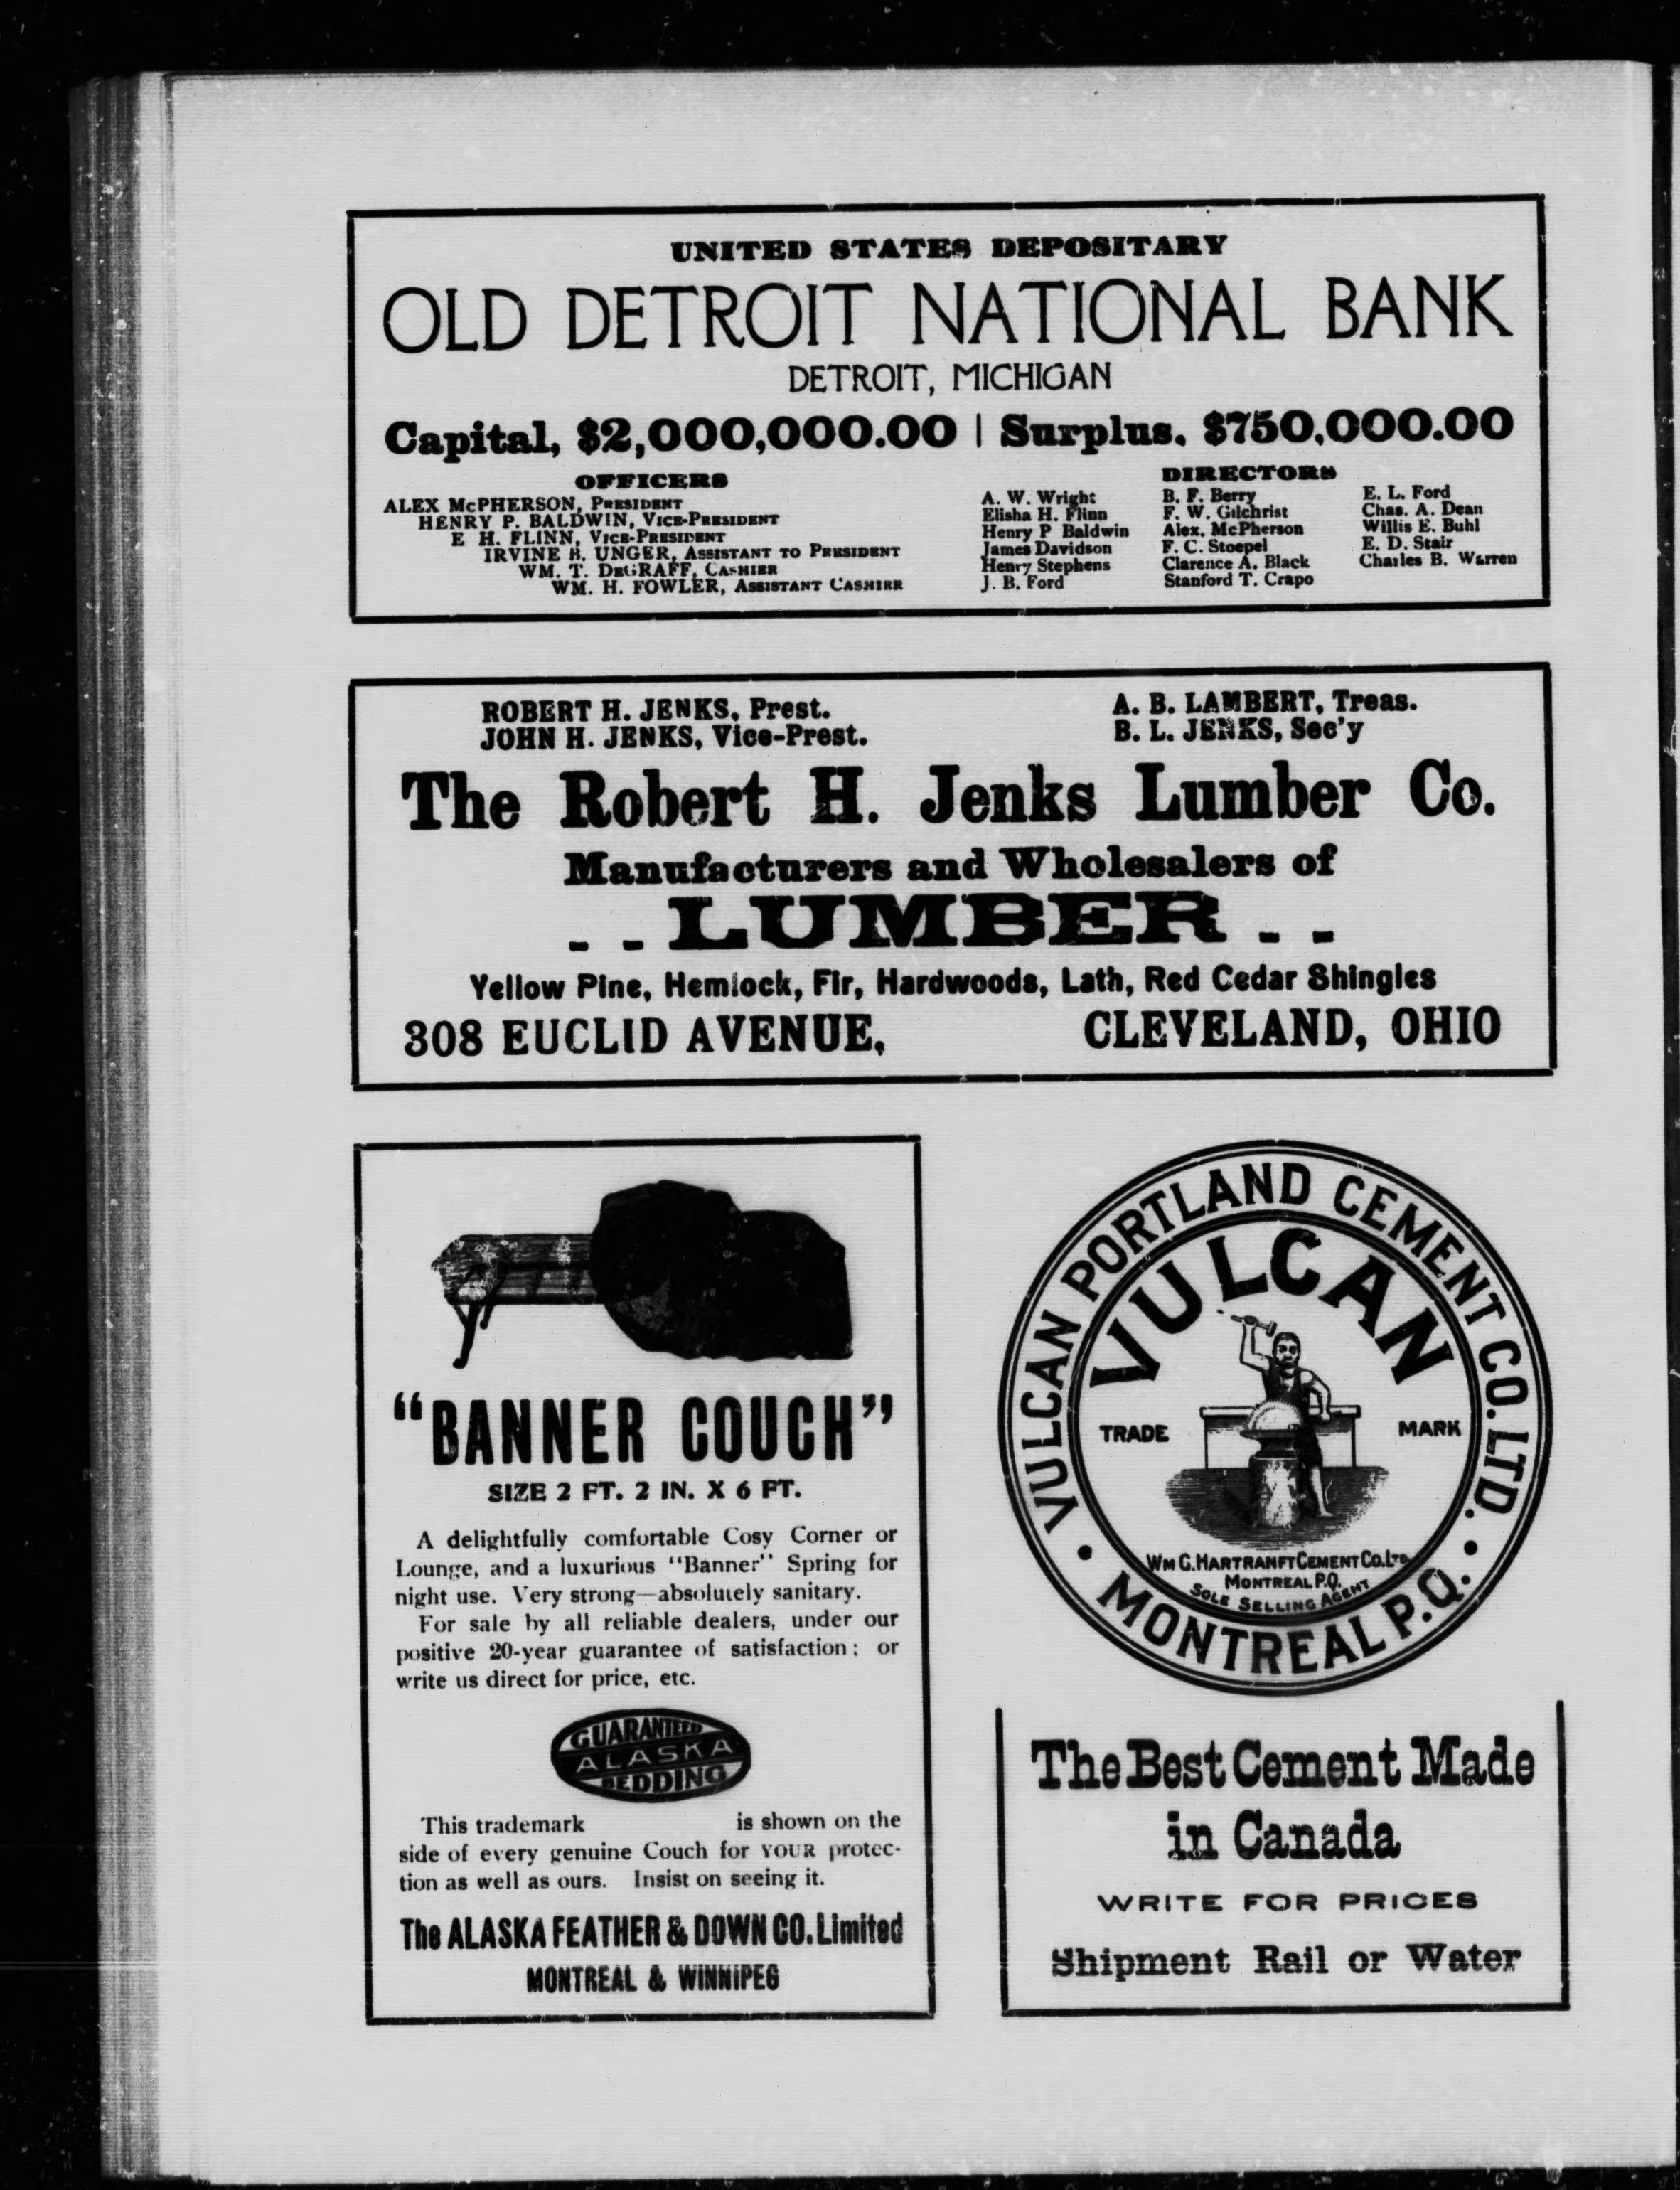 UNITED STATES DEPOSITARY
OLD DETROIT NATIONAL BANK
DETROIT, MICHIGAN
Capital, $2,000,000.00 | Surplus, $750,000.00
OFFICERS
ALEX McPHERSON, President
HENRY P. BALDWIN, Vice-President
E H. FLINN, Vice-President
IRVINE B. UNGER, Assistant to President
WM. T. DeGRAFF, Cashier
WM. H. FOWLER, Assistant Cashier
DIRECTORS
A. W. Wright
Elisha H. Flinn
Henry P Baldwin
James Davidson
Henry Stephens
J. B. Ford
B. F. Berry
F. W. Gilchrist
Alex. McPherson
F. C. Stoepel
Clarence A. Black
Stanford T. Crapo
E. L. Ford
Chas. A. Dean
Willis E. Buhl
E. D. Stair
Charles B. Warren
ROBERT H. JENKS, Prest.
JOHN H. JENKS, Vice-Prest.
A. B. LAMBERT, Treas.
B. L. JENKS, Sec'y
The Robert H. Jenks Lumber Co.
Manufacturers and Wholesalers of
- - LUMBER - -
Yellow Pine, Hemlock, Fir, Hardwoods, Lath, Red Cedar Shingles
308 EUCLID AVENUE,
CLEVELAND, OHIO
"BANNER COUCH"
SIZE 2 FT. 2 IN. X 6 FT.
A delightfully comfortable Cosy Corner or
Lounge, and a luxurious "Banner" Spring for
night use. Very strong—absolutely sanitary.
For sale by all reliable dealers, under our
positive 20-year guarantee of satisfaction; or
write us direct for price, etc.
GUARANTEED
ALASKA
BEDDING
This trademark is shown on the
side of every genuine Couch for YOUR protec-
tion as well as ours. Insist on seeing it.
The ALASKA FEATHER & DOWN CO. Limited
MONTREAL & WINNIPEG
VULCAN PORTLAND CEMENT CO. LTD.
VULCAN
TRADE MARK
WM G. HARTRANFT CEMENT CO. LTD.
MONTREAL P.Q.
SOLE SELLING AGENT
• MONTREAL P.Q. •
The Best Cement Made
in Canada
WRITE FOR PRICES
Shipment Rail or Water